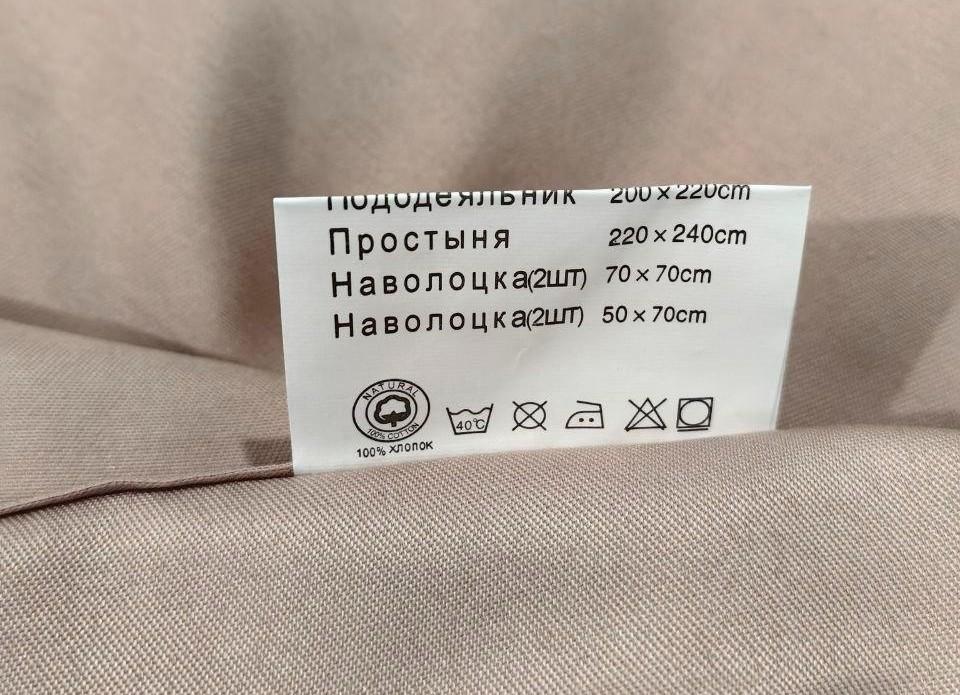 Пододеяльник 200×220cm
Простыня 220×240cm
Наволоцка(2шт) 70×70cm
Наволоцка(2шт) 50×70cm
NATURAL
100% COTTON
40°C
100% ХЛОПОК